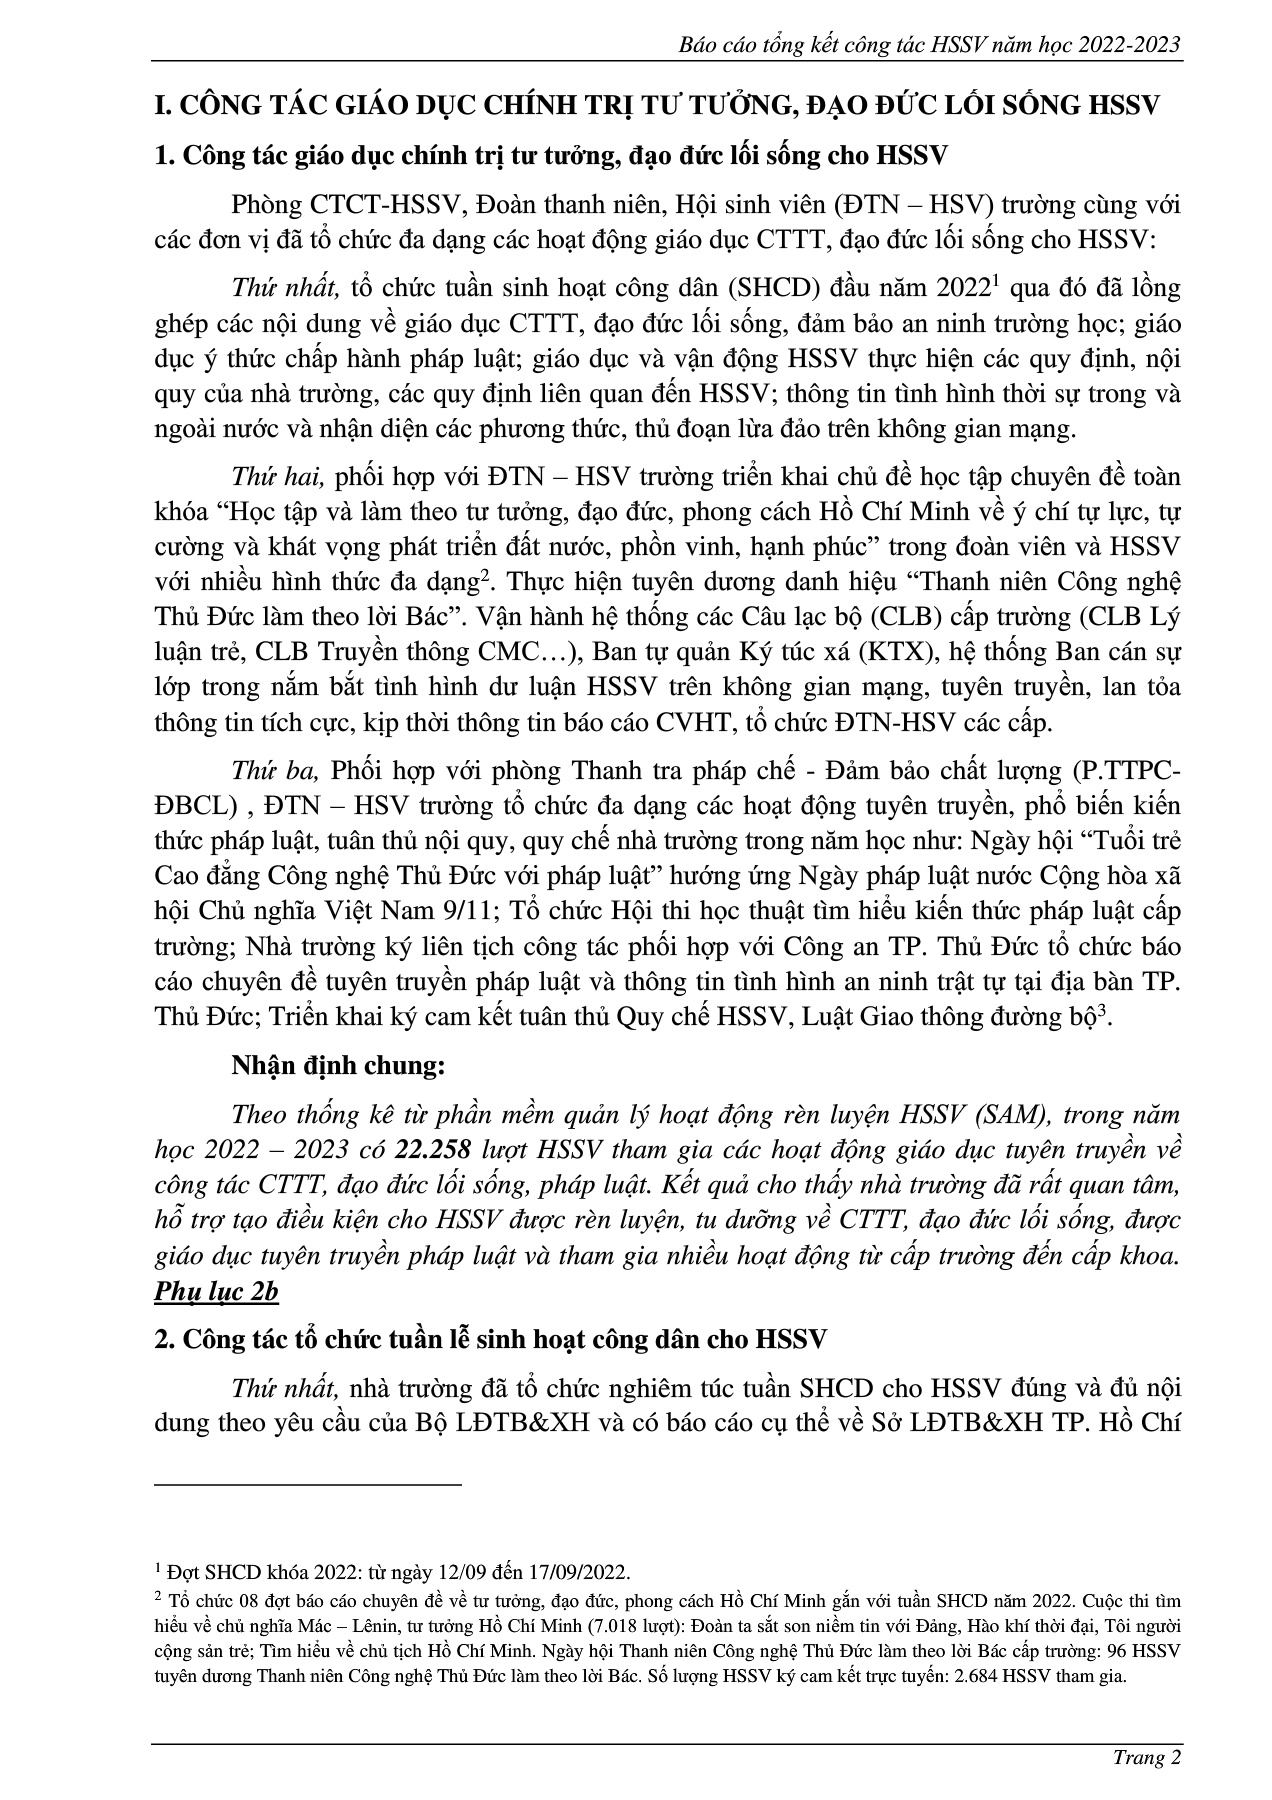 Báo cáo tổng kết công tác HSSV năm học 2022-2023
I. CÔNG TÁC GIÁO DỤC CHÍNH TRỊ TƯ TƯỞNG, ĐẠO ĐỨC LỐI SỐNG HSSV
1. Công tác giáo dục chính trị tư tưởng, đạo đức lối sống cho HSSV
Phòng CTCT-HSSV, Đoàn thanh niên, Hội sinh viên (ĐTN – HSV) trường cùng với
các đơn vị đã tổ chức đa dạng các hoạt động giáo dục CTTT, đạo đức lối sống cho HSSV:
Thứ nhất, tổ chức tuần sinh hoạt công dân (SHCD) đầu năm 2022¹ qua đó đã lồng
ghép các nội dung về giáo dục CTTT, đạo đức lối sống, đảm bảo an ninh trường học; giáo
dục ý thức chấp hành pháp luật; giáo dục và vận động HSSV thực hiện các quy định, nội
quy của nhà trường, các quy định liên quan đến HSSV; thông tin tình hình thời sự trong và
ngoài nước và nhận diện các phương thức, thủ đoạn lừa đảo trên không gian mạng.
Thứ hai, phối hợp với ĐTN – HSV trường triển khai chủ đề học tập chuyên đề toàn
khóa “Học tập và làm theo tư tưởng, đạo đức, phong cách Hồ Chí Minh về ý chí tự lực, tự
cường và khát vọng phát triển đất nước, phồn vinh, hạnh phúc” trong đoàn viên và HSSV
với nhiều hình thức đa dạng². Thực hiện tuyên dương danh hiệu “Thanh niên Công nghệ
Thủ Đức làm theo lời Bác”. Vận hành hệ thống các Câu lạc bộ (CLB) cấp trường (CLB Lý
luận trẻ, CLB Truyền thông CMC…), Ban tự quản Ký túc xá (KTX), hệ thống Ban cán sự
lớp trong nắm bắt tình hình dư luận HSSV trên không gian mạng, tuyên truyền, lan tỏa
thông tin tích cực, kịp thời thông tin báo cáo CVHT, tổ chức ĐTN-HSV các cấp.
Thứ ba, Phối hợp với phòng Thanh tra pháp chế - Đảm bảo chất lượng (P.TTPC-
ĐBCL) , ĐTN – HSV trường tổ chức đa dạng các hoạt động tuyên truyền, phổ biến kiến
thức pháp luật, tuân thủ nội quy, quy chế nhà trường trong năm học như: Ngày hội “Tuổi trẻ
Cao đẳng Công nghệ Thủ Đức với pháp luật” hướng ứng Ngày pháp luật nước Cộng hòa xã
hội Chủ nghĩa Việt Nam 9/11; Tổ chức Hội thi học thuật tìm hiểu kiến thức pháp luật cấp
trường; Nhà trường ký liên tịch công tác phối hợp với Công an TP. Thủ Đức tổ chức báo
cáo chuyên đề tuyên truyền pháp luật và thông tin tình hình an ninh trật tự tại địa bàn TP.
Thủ Đức; Triển khai ký cam kết tuân thủ Quy chế HSSV, Luật Giao thông đường bộ³.
Nhận định chung:
Theo thống kê từ phần mềm quản lý hoạt động rèn luyện HSSV (SAM), trong năm
học 2022 – 2023 có 22.258 lượt HSSV tham gia các hoạt động giáo dục tuyên truyền về
công tác CTTT, đạo đức lối sống, pháp luật. Kết quả cho thấy nhà trường đã rất quan tâm,
hỗ trợ tạo điều kiện cho HSSV được rèn luyện, tu dưỡng về CTTT, đạo đức lối sống, được
giáo dục tuyên truyền pháp luật và tham gia nhiều hoạt động từ cấp trường đến cấp khoa.
Phụ lục 2b
2. Công tác tổ chức tuần lễ sinh hoạt công dân cho HSSV
Thứ nhất, nhà trường đã tổ chức nghiêm túc tuần SHCD cho HSSV đúng và đủ nội
dung theo yêu cầu của Bộ LĐTB&XH và có báo cáo cụ thể về Sở LĐTB&XH TP. Hồ Chí
¹ Đợt SHCD khóa 2022: từ ngày 12/09 đến 17/09/2022.
² Tổ chức 08 đợt báo cáo chuyên đề về tư tưởng, đạo đức, phong cách Hồ Chí Minh gắn với tuần SHCD năm 2022. Cuộc thi tìm
hiểu về chủ nghĩa Mác – Lênin, tư tưởng Hồ Chí Minh (7.018 lượt): Đoàn ta sắt son niềm tin với Đảng, Hào khí thời đại, Tôi người
cộng sản trẻ; Tìm hiểu về chủ tịch Hồ Chí Minh. Ngày hội Thanh niên Công nghệ Thủ Đức làm theo lời Bác cấp trường: 96 HSSV
tuyên dương Thanh niên Công nghệ Thủ Đức làm theo lời Bác. Số lượng HSSV ký cam kết trực tuyến: 2.684 HSSV tham gia.
Trang 2